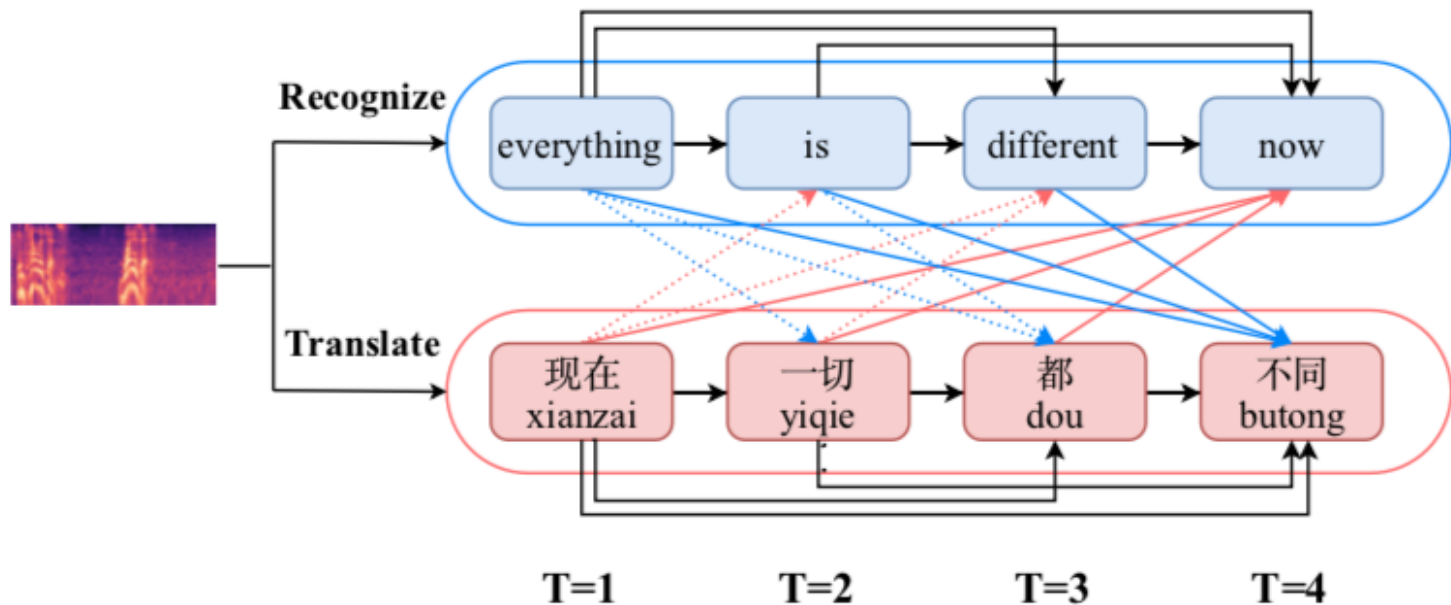 Recognize
everything
is
different
now
Translate
现在
xianzai
一切
yiqie
都
dou
不同
butong
T=1
T=2
T=3
T=4